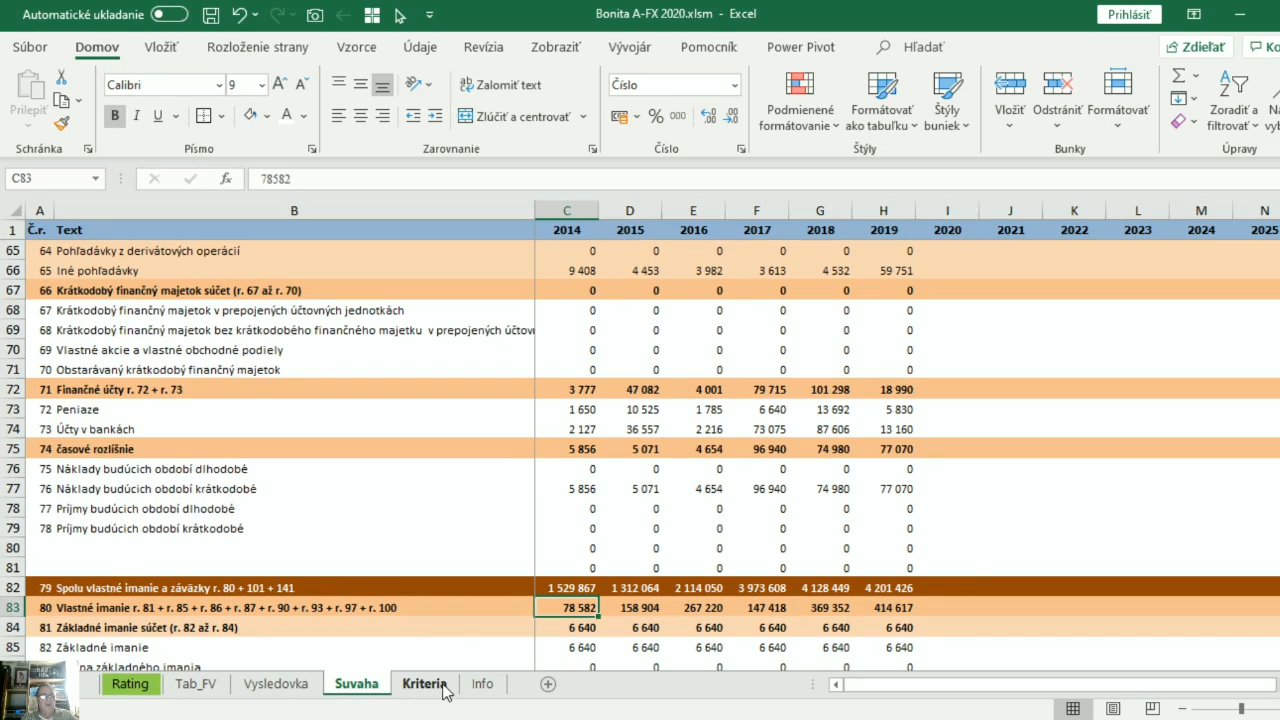 Automatické ukladanie Bonita A-FX 2020.xlsm - Excel Prihlásiť
Súbor Domov Vložiť Rozloženie strany Vzorce Údaje Revízia Zobraziť Vývojár Pomocník Power Pivot Hľadať Zdieľať Ko
Prilepiť Calibri 9 Zalomiť text Číslo Podmienené formátovanie Formátovať ako tabuľku Štýly buniek Vložiť Odstrániť Formátovať Zoradiť a filtrovať
B I U A Zlúčiť a centrovať % 000
Schránka Písmo Zarovnanie Číslo Štýly Bunky Úpravy
C83 fx 78582
A B C D E F G H I J K L M N
1 Č.r. Text 2014 2015 2016 2017 2018 2019 2020 2021 2022 2023 2024 2025
65 64 Pohľadávky z derivátových operácií 0 0 0 0 0 0
66 65 Iné pohľadávky 9 408 4 453 3 982 3 613 4 532 59 751
67 66 Krátkodobý finančný majetok súčet (r. 67 až r. 70) 0 0 0 0 0 0
68 67 Krátkodobý finančný majetok v prepojených účtovných jednotkách 0 0 0 0 0 0
69 68 Krátkodobý finančný majetok bez krátkodobého finančného majetku v prepojených účtov 0 0 0 0 0 0
70 69 Vlastné akcie a vlastné obchodné podiely 0 0 0 0 0 0
71 70 Obstarávaný krátkodobý finančný majetok 0 0 0 0 0 0
72 71 Finančné účty r. 72 + r. 73 3 777 47 082 4 001 79 715 101 298 18 990
73 72 Peniaze 1 650 10 525 1 785 6 640 13 692 5 830
74 73 Účty v bankách 2 127 36 557 2 216 73 075 87 606 13 160
75 74 časové rozlíšnie 5 856 5 071 4 654 96 940 74 980 77 070
76 75 Náklady budúcich období dlhodobé 0 0 0 0 0 0
77 76 Náklady budúcich období krátkodobé 5 856 5 071 4 654 96 940 74 980 77 070
78 77 Príjmy budúcich období dlhodobé 0 0 0 0 0 0
79 78 Príjmy budúcich období krátkodobé 0 0 0 0 0 0
80 0 0 0 0 0 0
81 0 0 0 0 0 0
82 79 Spolu vlastné imanie a záväzky r. 80 + 101 + 141 1 529 867 1 312 064 2 114 050 3 973 608 4 128 449 4 201 426
83 80 Vlastné imanie r. 81 + r. 85 + r. 86 + r. 87 + r. 90 + r. 93 + r. 97 + r. 100 78 582 158 904 267 220 147 418 369 352 414 617
84 81 Základné imanie súčet (r. 82 až r. 84) 6 640 6 640 6 640 6 640 6 640 6 640
85 82 Základné imanie 6 640 6 640 6 640 6 640 6 640 6 640
na základného imania 0 0 0 0 0 0
Rating Tab_FV Vysledovka Suvaha Kriteria Info